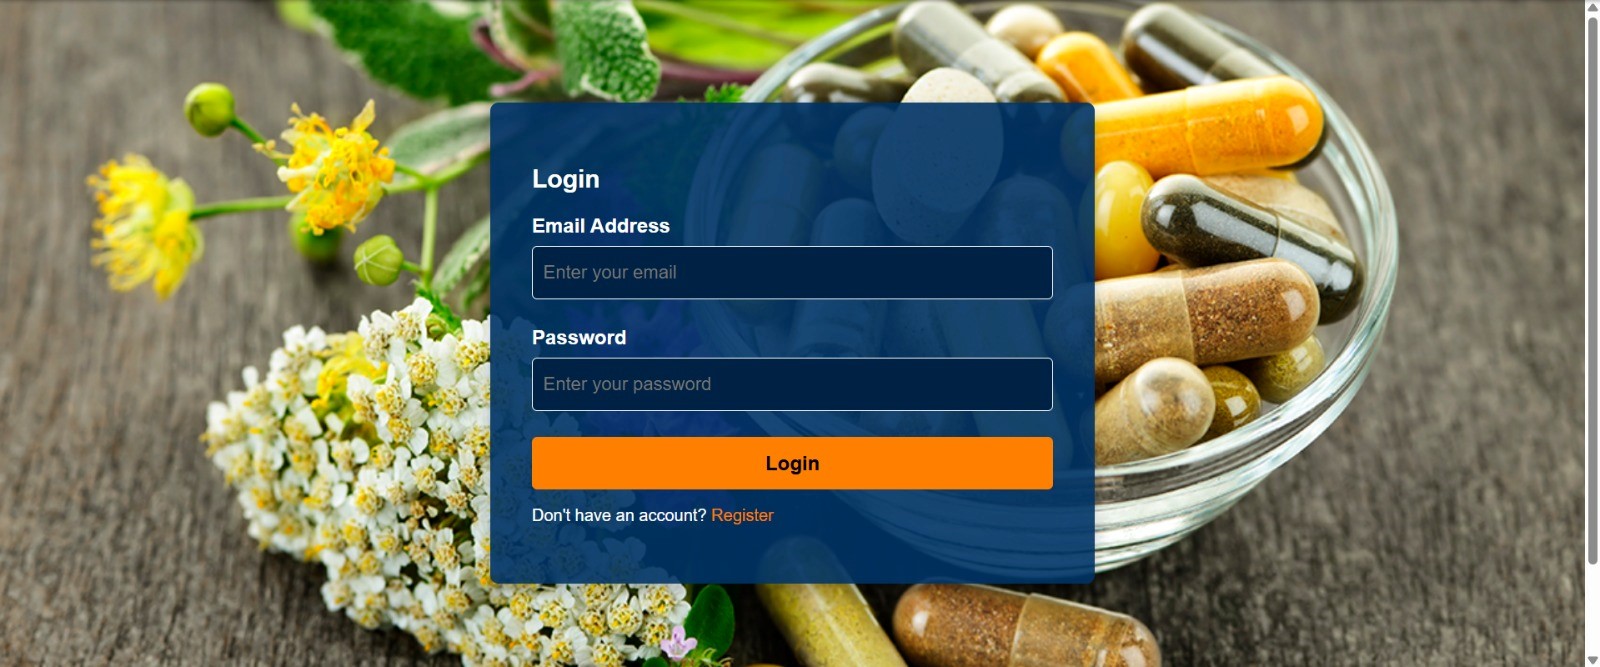 Login
Email Address
Enter your email
Password
Enter your password
Login
Don't have an account? Register